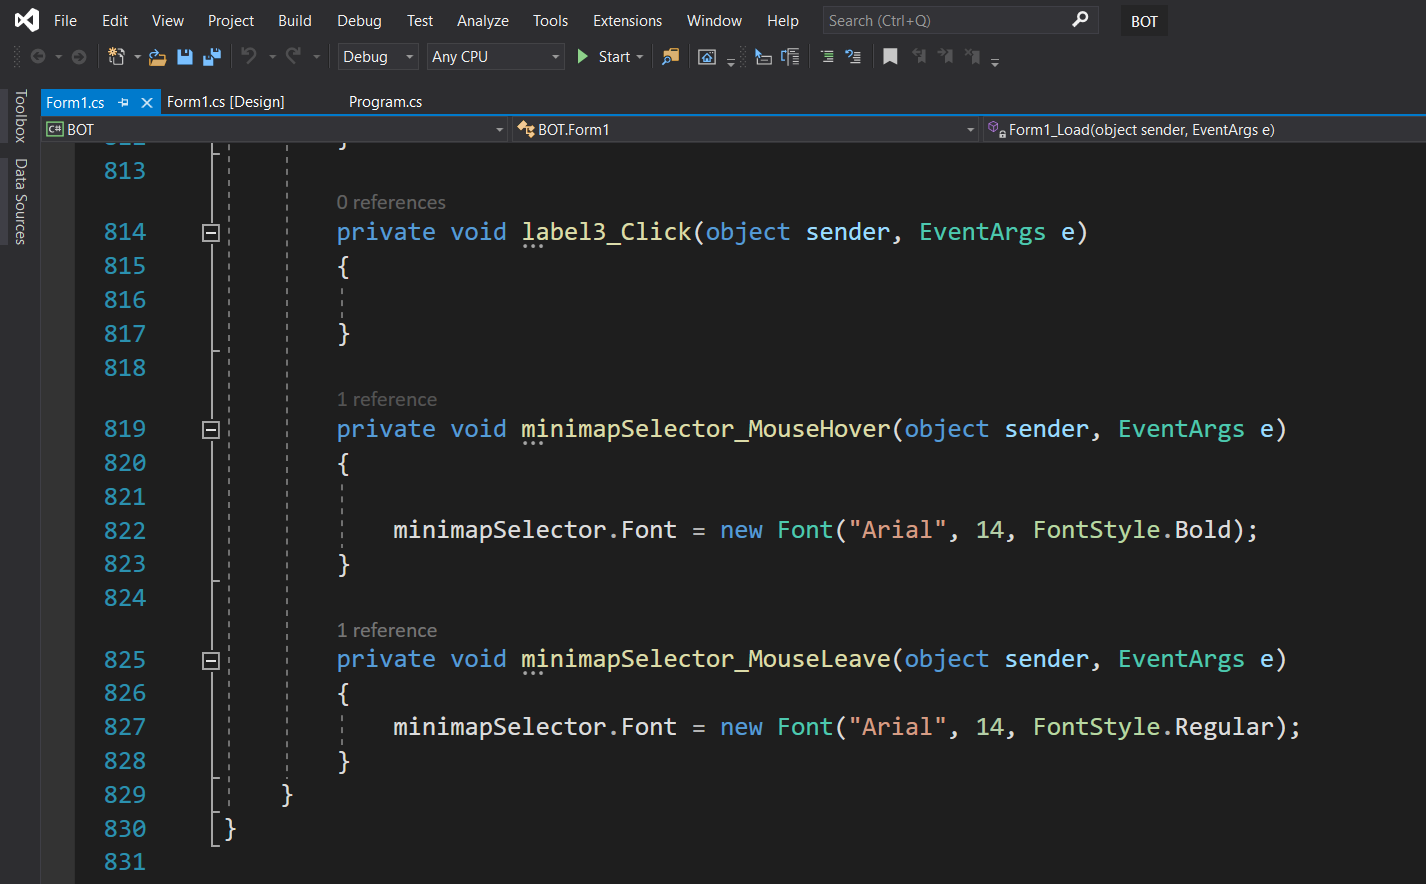 File Edit View Project Build Debug Test Analyze Tools Extensions Window Help Search (Ctrl+Q) BOT
Debug Any CPU Start
Toolbox
Data Sources
Form1.cs Form1.cs [Design] Program.cs
C# BOT BOT.Form1 Form1_Load(object sender, EventArgs e)
813
0 references
814 private void label3_Click(object sender, EventArgs e)
815 {
816
817 }
818
1 reference
819 private void minimapSelector_MouseHover(object sender, EventArgs e)
820 {
821
822 minimapSelector.Font = new Font("Arial", 14, FontStyle.Bold);
823 }
824
1 reference
825 private void minimapSelector_MouseLeave(object sender, EventArgs e)
826 {
827 minimapSelector.Font = new Font("Arial", 14, FontStyle.Regular);
828 }
829 }
830 }
831